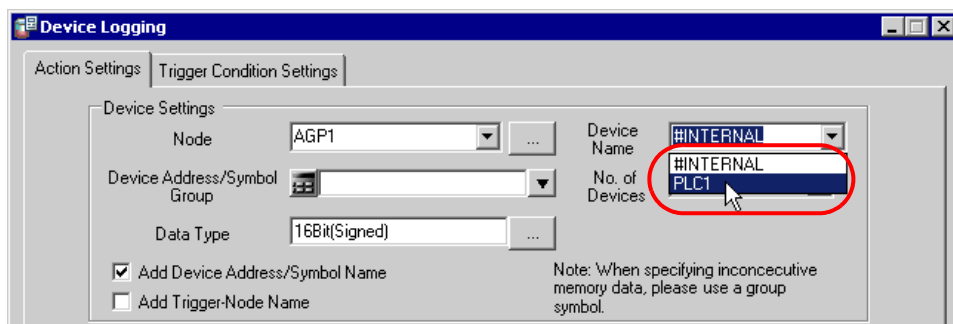 Device Logging
Action Settings
Trigger Condition Settings
Device Settings
Node
AGP1
...
Device
Name
#INTERNAL
#INTERNAL
PLC1
Device Address/Symbol
Group
No. of
Devices
Data Type
16Bit(Signed)
...
Add Device Address/Symbol Name
Add Trigger-Node Name
Note: When specifying inconcecutive
memory data, please use a group
symbol.